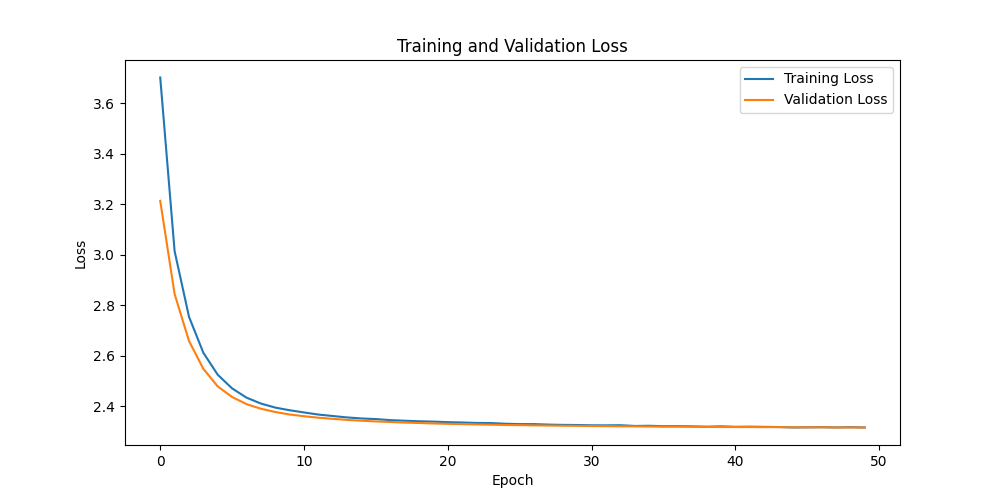 Training and Validation Loss
Training Loss
Validation Loss
3.6
3.4
3.2
3.0
2.8
2.6
2.4
Loss
0 10 20 30 40 50
Epoch